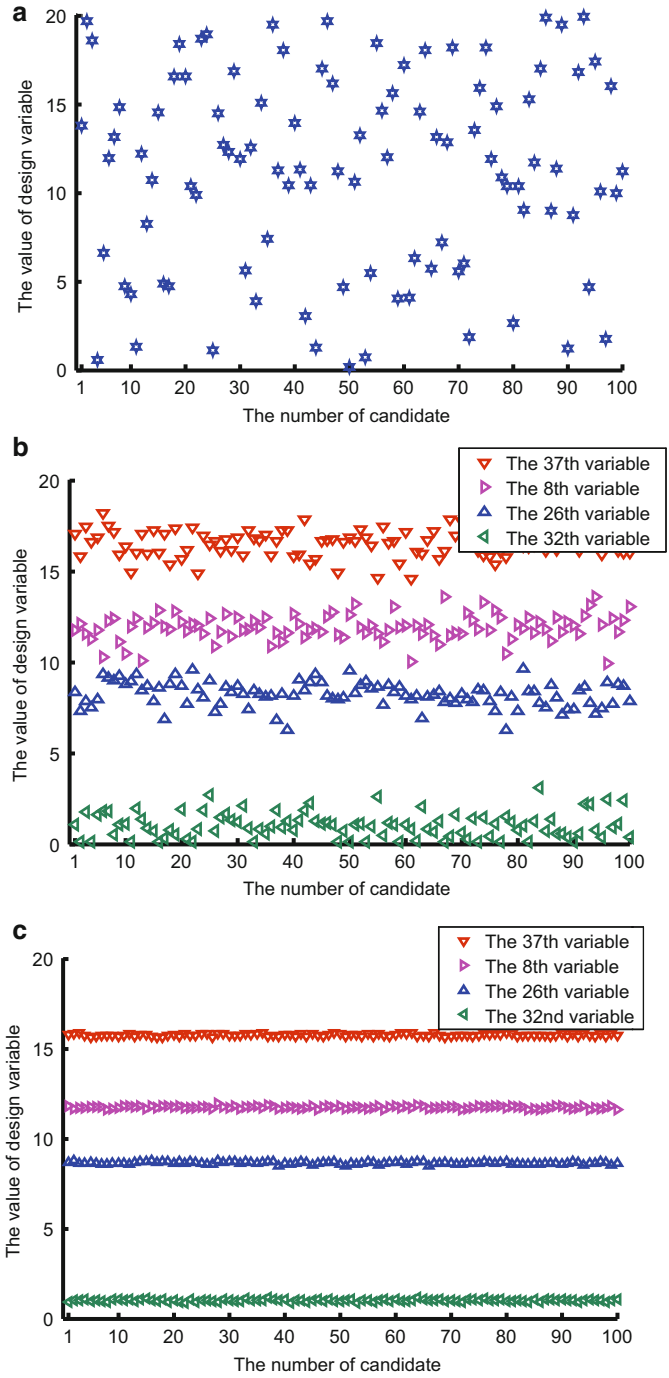 a
20
15
10
5
0
The value of design variable
1 10 20 30 40 50 60 70 80 90 100
The number of candidate
b
The 37th variable
The 8th variable
The 26th variable
The 32th variable
20
15
10
5
0
The value of design variable
1 10 20 30 40 50 60 70 80 90 100
The number of candidate
c
The 37th variable
The 8th variable
The 26th variable
The 32nd variable
20
15
10
5
0
The value of design variable
1 10 20 30 40 50 60 70 80 90 100
The number of candidate